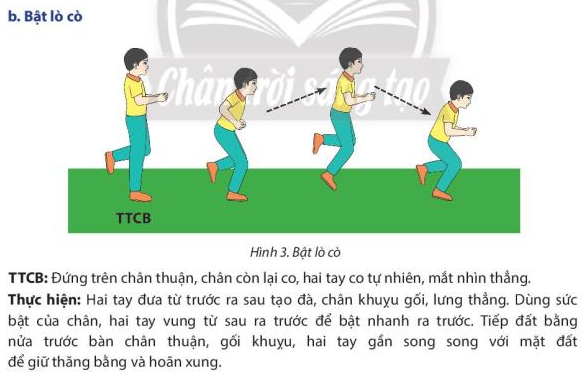 b. Bật lò cò
Chân trời sáng tạo
TTCB
Hình 3. Bật lò cò
TTCB: Đứng trên chân thuận, chân còn lại co, hai tay co tự nhiên, mắt nhìn thẳng.
Thực hiện: Hai tay đưa từ trước ra sau tạo đà, chân khuỵu gối, lưng thẳng. Dùng sức
bật của chân, hai tay vung từ sau ra trước để bật nhanh ra trước. Tiếp đất bằng
nửa trước bàn chân thuận, gối khuỵu, hai tay gần song song với mặt đất
để giữ thăng bằng và hoãn xung.